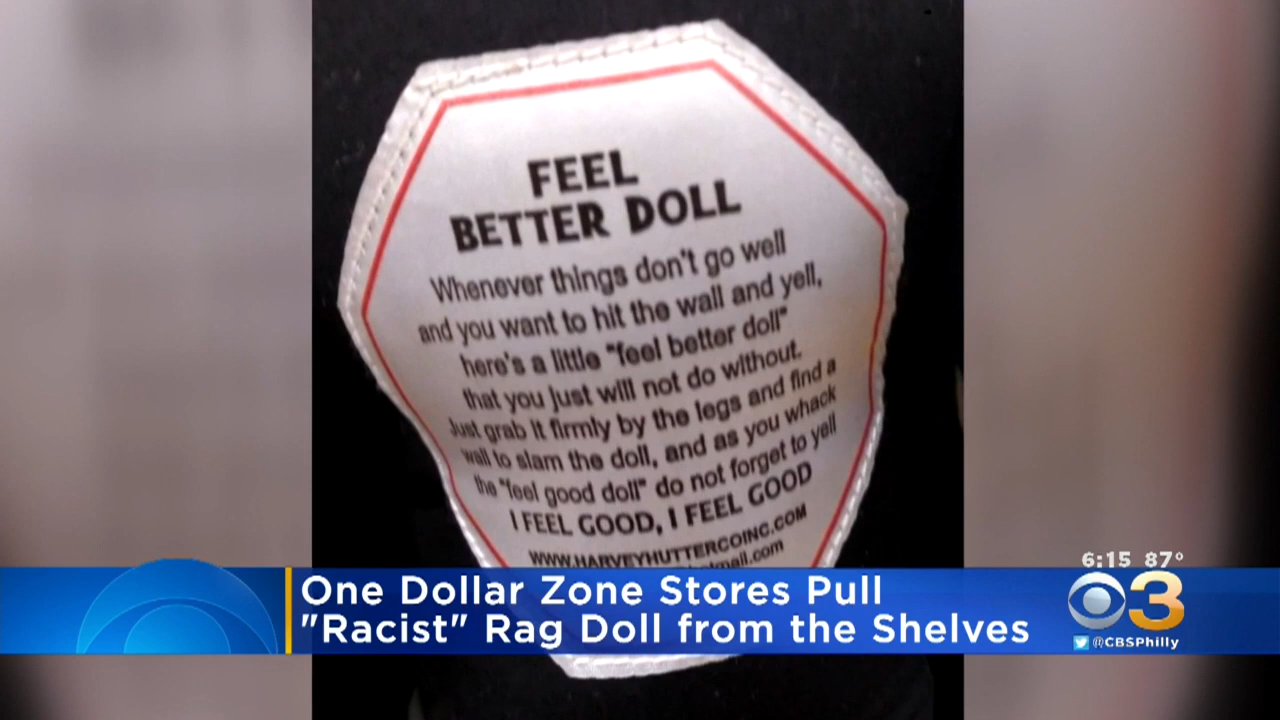 FEEL
BETTER DOLL
Whenever things don't go well
and you want to hit the wall and yell,
here's a little "feel better doll"
that you just will not do without.
Just grab it firmly by the legs and find a
wall to slam the doll, and as you whack
the "feel good doll" do not forget to yell
I FEEL GOOD, I FEEL GOOD
WWW.HARVEYHUTTERCOINC.COM
6:15 87°
One Dollar Zone Stores Pull
"Racist" Rag Doll from the Shelves
3
@CBSPhilly